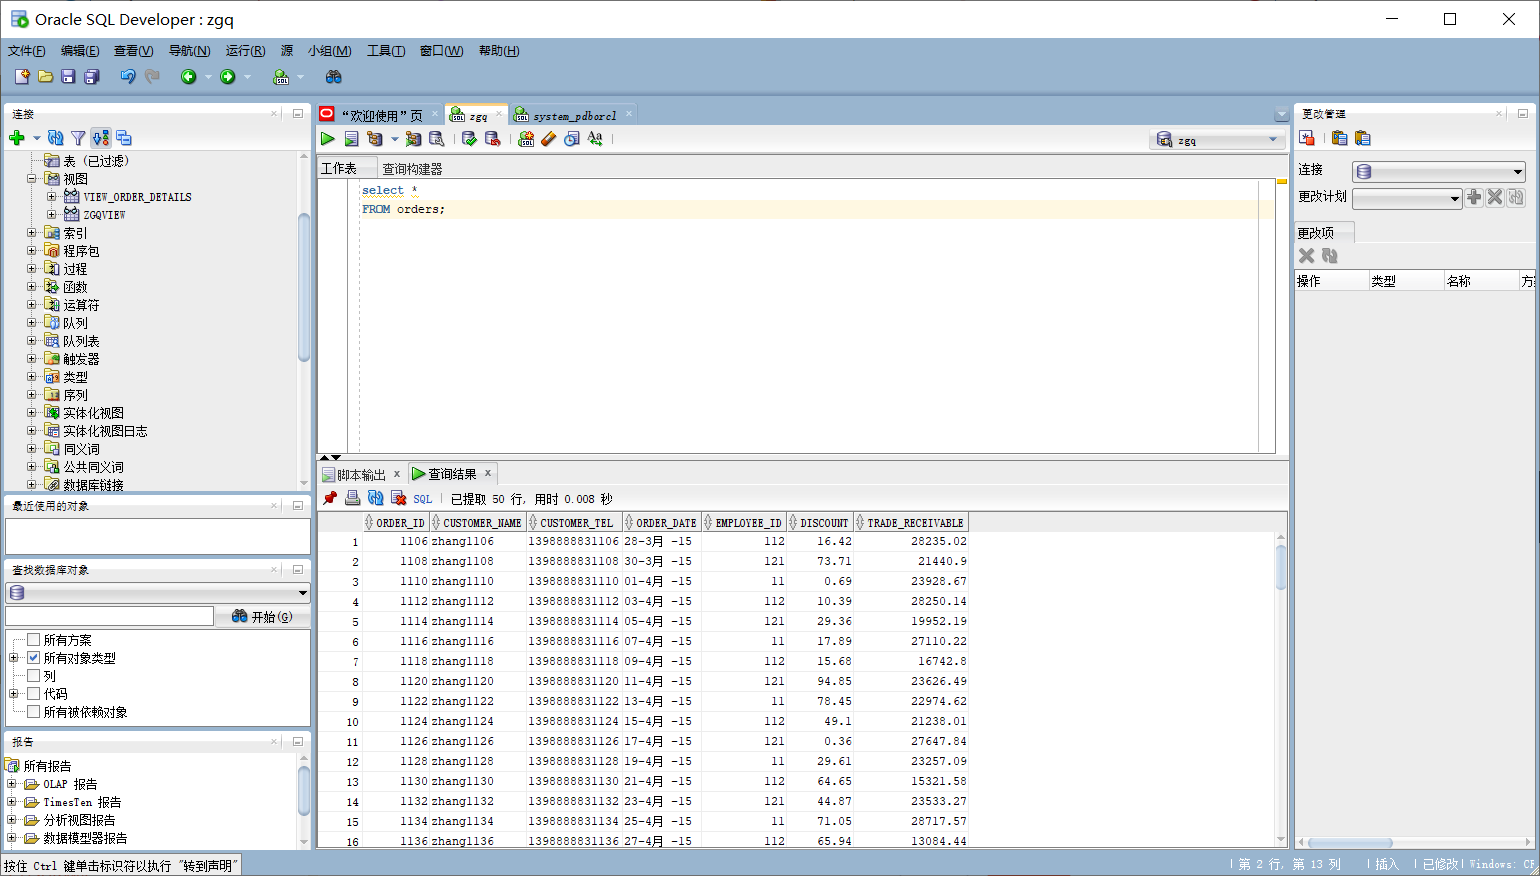 Oracle SQL Developer : zgq
文件(F) 编辑(E) 查看(V) 导航(N) 运行(R) 源 小组(M) 工具(T) 窗口(W) 帮助(H)
连接
表 (已过滤)
视图
VIEW_ORDER_DETAILS
ZGQVIEW
索引
程序包
过程
函数
运算符
队列
队列表
触发器
类型
序列
实体化视图
实体化视图日志
同义词
公共同义词
数据库链接
最近使用的对象
查找数据库对象
开始(G)
所有方案
所有对象类型
列
代码
所有被依赖对象
报告
所有报告
OLAP 报告
TimesTen 报告
分析视图报告
数据模型器报告
“欢迎使用”页 zgq system_pdborcl
zgq
工作表 查询构建器
select *
FROM orders;
脚本输出 查询结果
SQL 已提取 50 行, 用时 0.008 秒
ORDER_ID CUSTOMER_NAME CUSTOMER_TEL ORDER_DATE EMPLOYEE_ID DISCOUNT TRADE_RECEIVABLE
1 1106 zhang1106 1398888831106 28-3月 -15 112 16.42 28235.02
2 1108 zhang1108 1398888831108 30-3月 -15 121 73.71 21440.9
3 1110 zhang1110 1398888831110 01-4月 -15 11 0.69 23928.67
4 1112 zhang1112 1398888831112 03-4月 -15 112 10.39 28250.14
5 1114 zhang1114 1398888831114 05-4月 -15 121 29.36 19952.19
6 1116 zhang1116 1398888831116 07-4月 -15 11 17.89 27110.22
7 1118 zhang1118 1398888831118 09-4月 -15 112 15.68 16742.8
8 1120 zhang1120 1398888831120 11-4月 -15 121 94.85 23626.49
9 1122 zhang1122 1398888831122 13-4月 -15 11 78.45 22974.62
10 1124 zhang1124 1398888831124 15-4月 -15 112 49.1 21238.01
11 1126 zhang1126 1398888831126 17-4月 -15 121 0.36 27647.84
12 1128 zhang1128 1398888831128 19-4月 -15 11 29.61 23257.09
13 1130 zhang1130 1398888831130 21-4月 -15 112 64.65 15321.58
14 1132 zhang1132 1398888831132 23-4月 -15 121 44.87 23533.27
15 1134 zhang1134 1398888831134 25-4月 -15 11 71.05 28717.57
16 1136 zhang1136 1398888831136 27-4月 -15 112 65.94 13084.44
更改管理
连接
更改计划
更改项
操作 类型 名称
按住 Ctrl 键单击标识符以执行 "转到声明"
第 2 行, 第 13 列 插入 已修改 Windows: